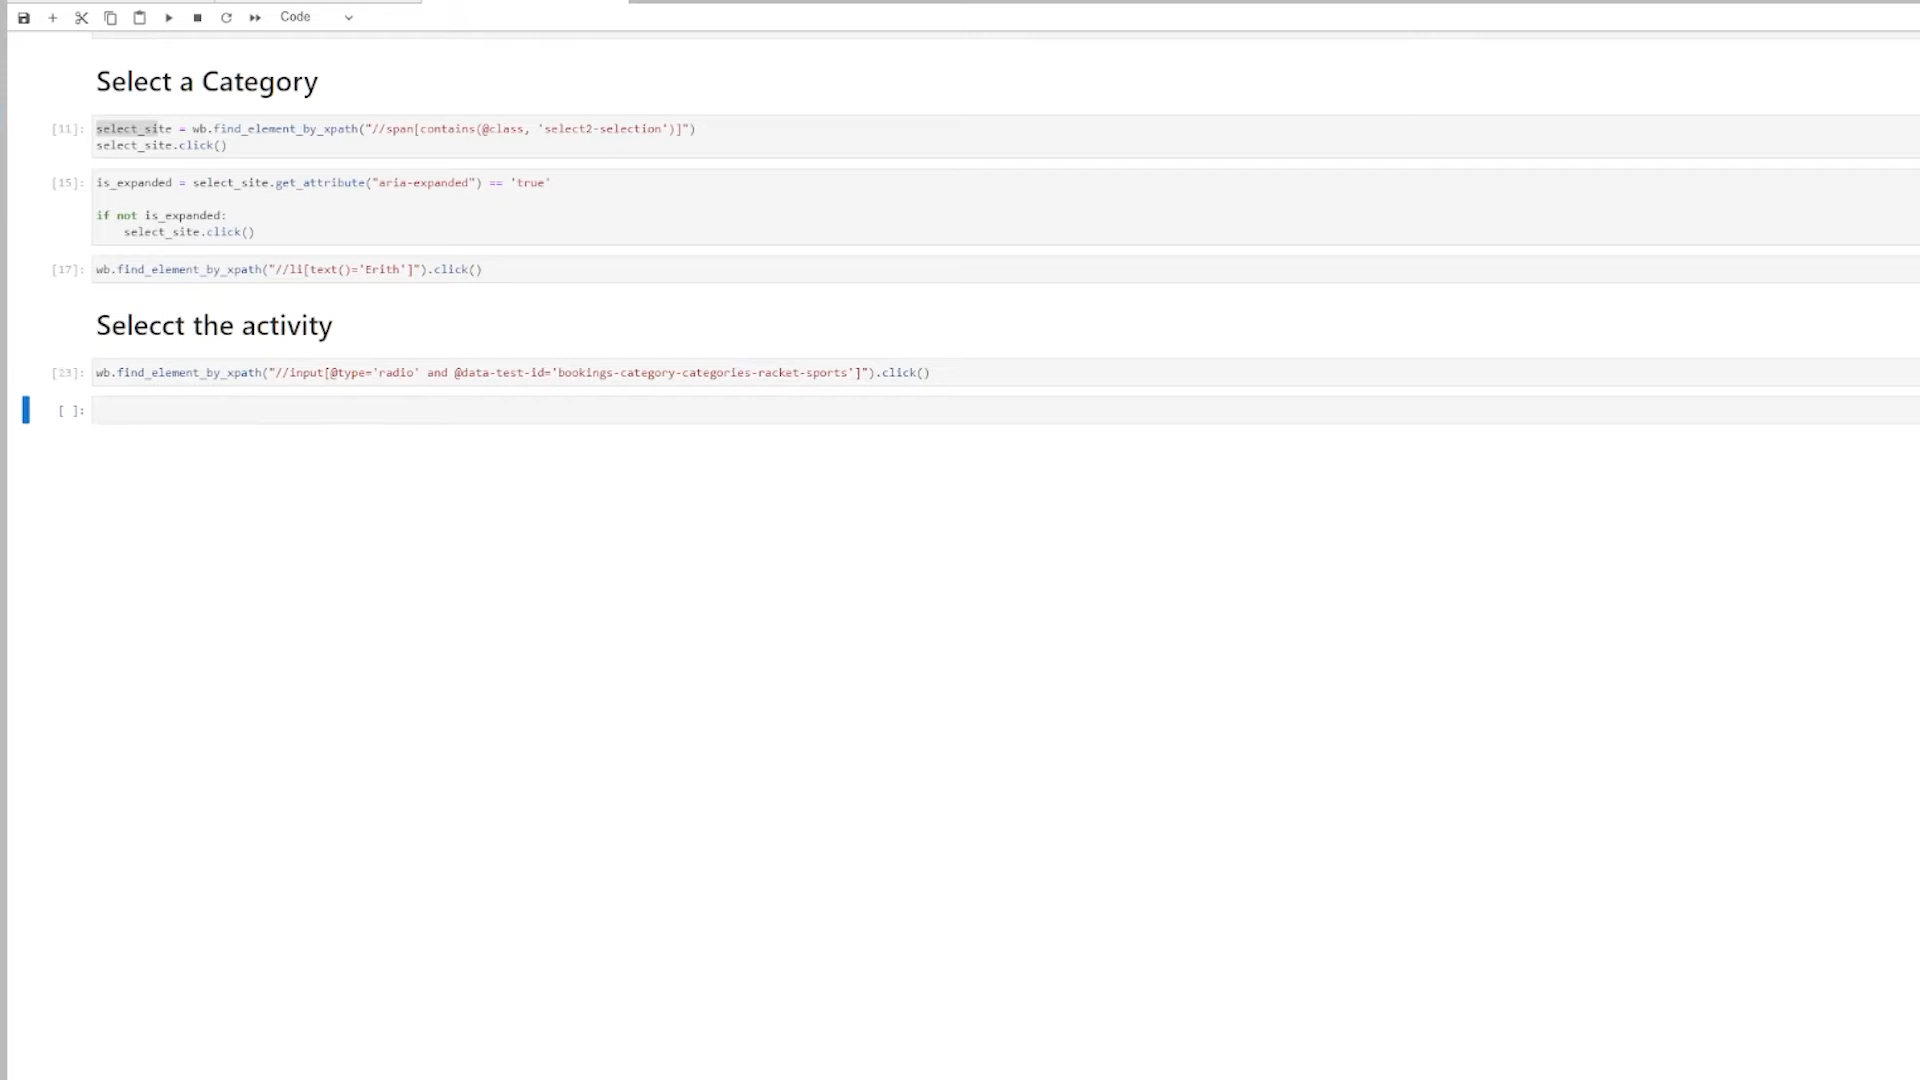 Code
Select a Category
[11]: select_site = wb.find_element_by_xpath("//span[contains(@class, 'select2-selection')]")
select_site.click()
[15]: is_expanded = select_site.get_attribute("aria-expanded") == 'true'
if not is_expanded:
select_site.click()
[17]: wb.find_element_by_xpath("//li[text()='Erith']").click()
Selecct the activity
[23]: wb.find_element_by_xpath("//input[@type='radio' and @data-test-id='bookings-category-categories-racket-sports']").click()
[ ]: